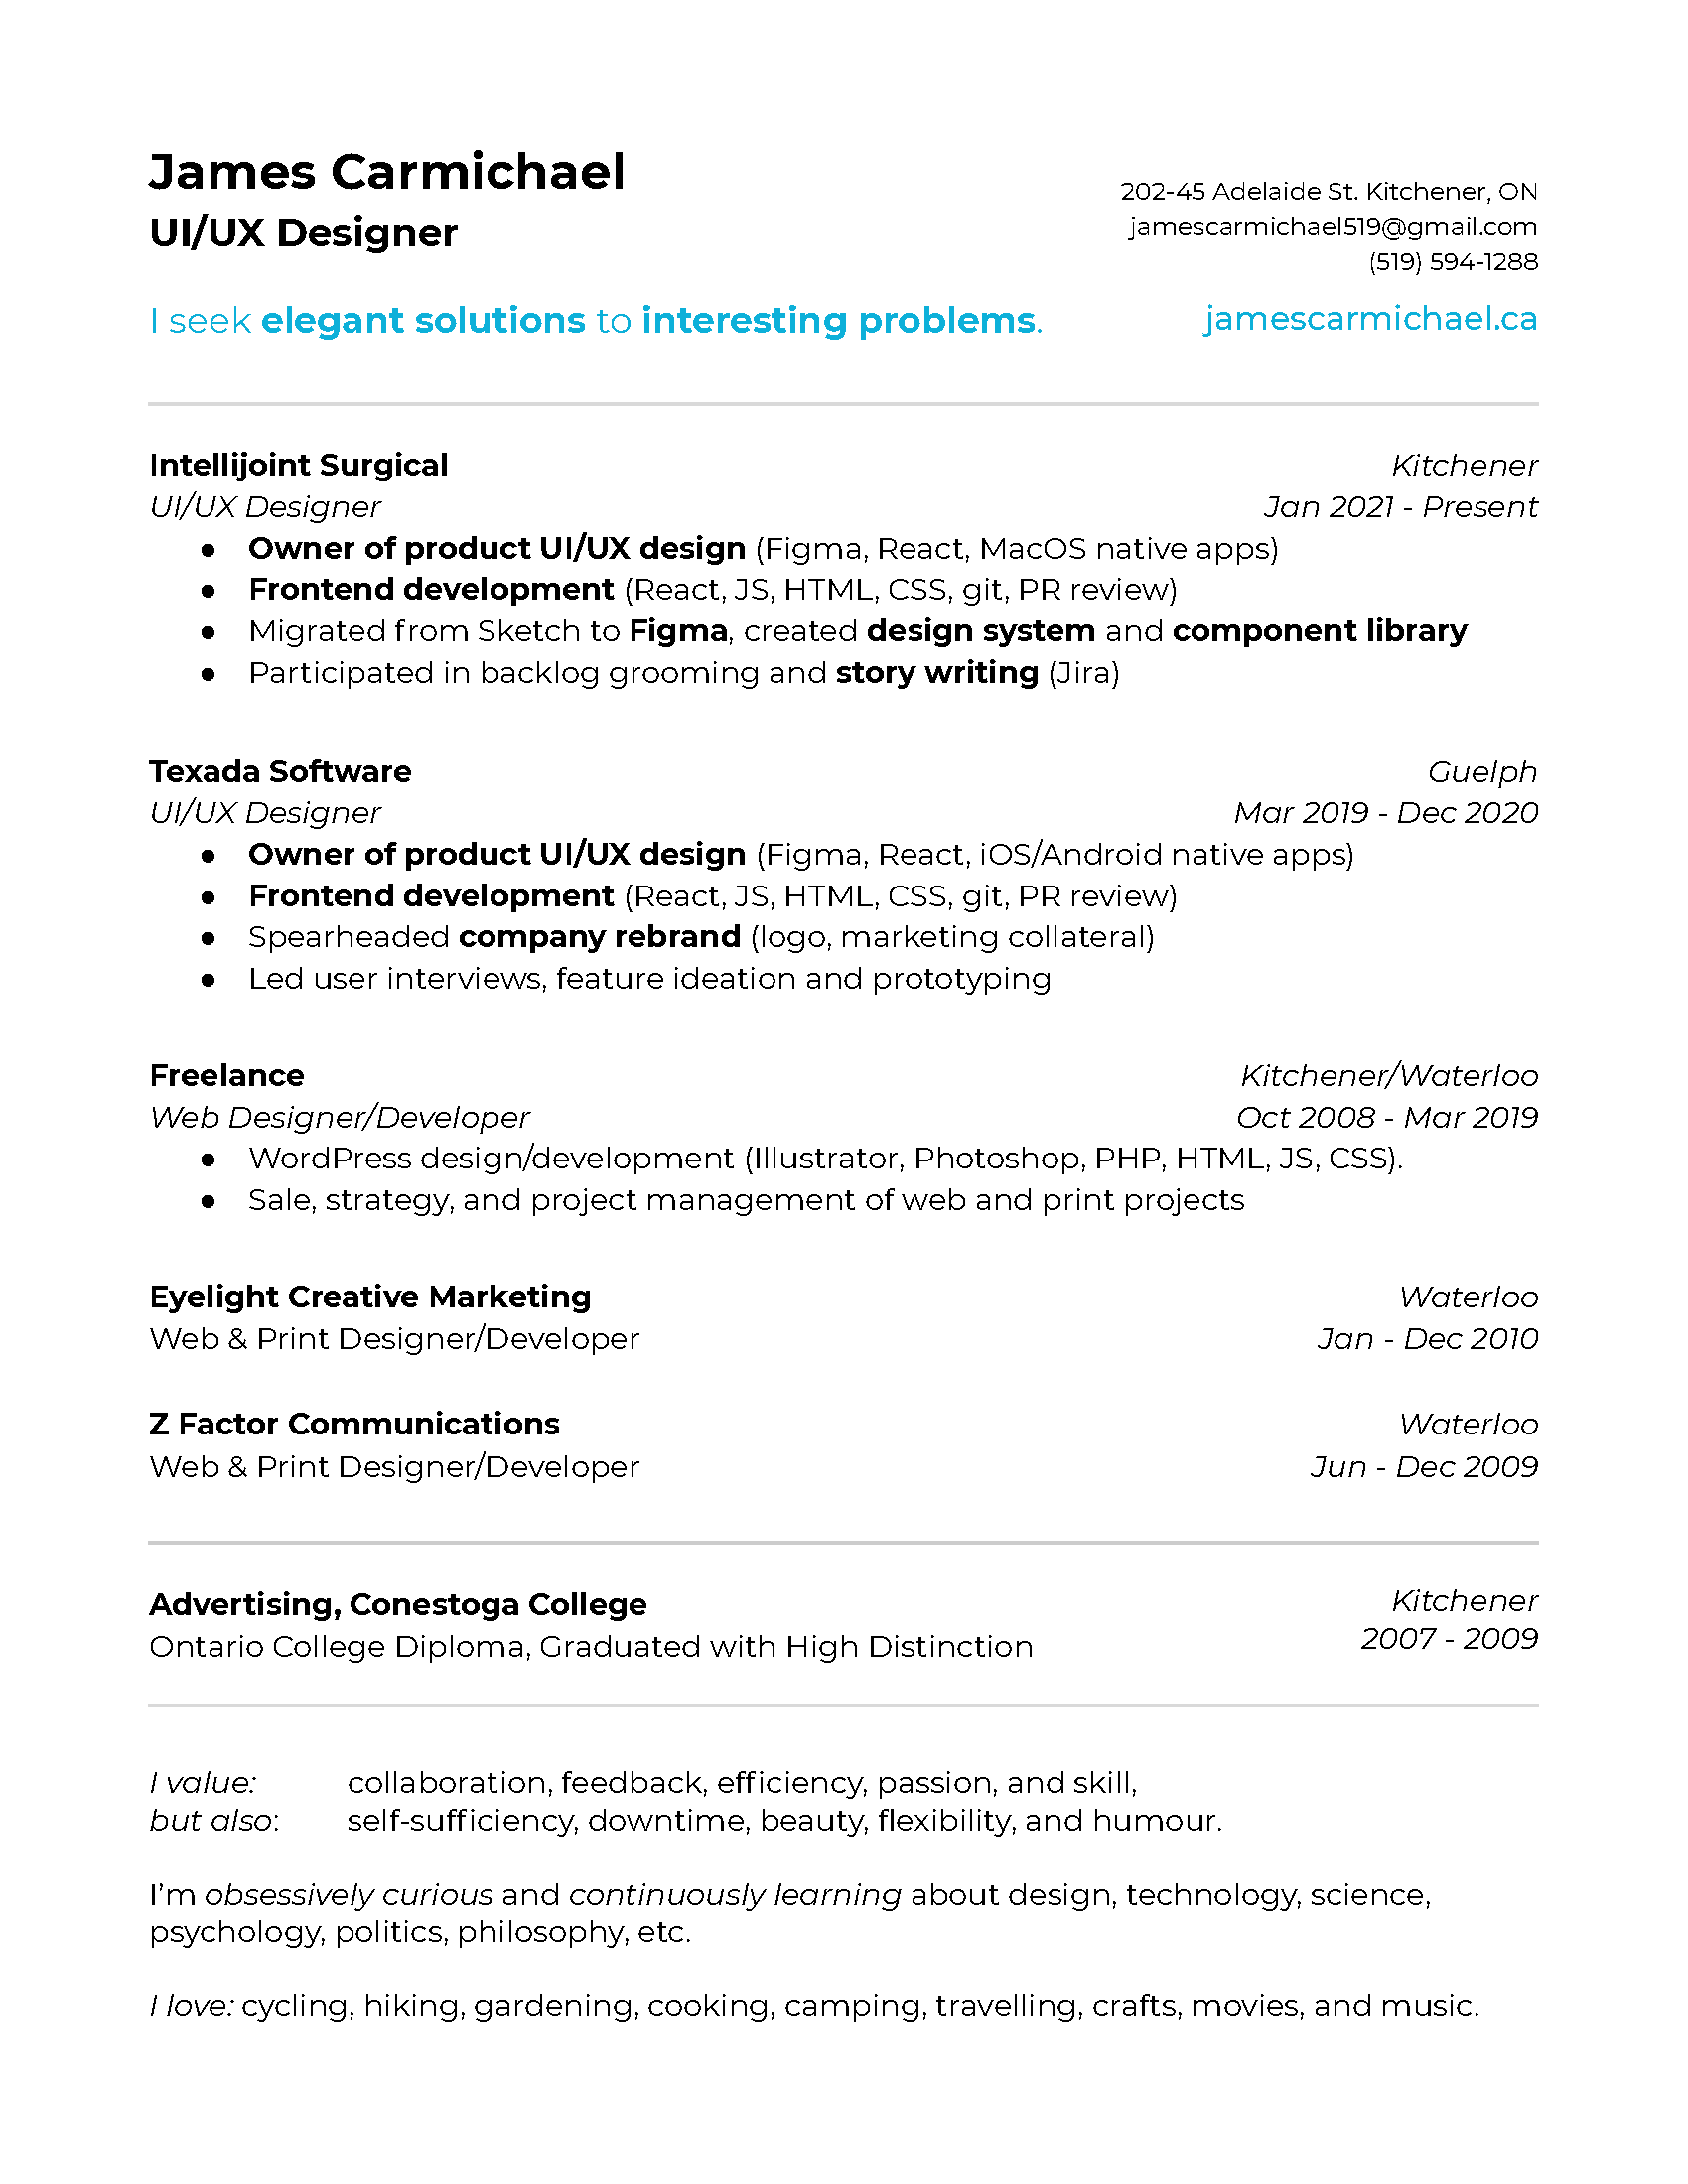 James Carmichael
UI/UX Designer
202-45 Adelaide St. Kitchener, ON
jamescarmichael519@gmail.com
(519) 594-1288
I seek elegant solutions to interesting problems.
jamescarmichael.ca
Intellijoint Surgical
Kitchener
UI/UX Designer
Jan 2021 - Present
● Owner of product UI/UX design (Figma, React, MacOS native apps)
● Frontend development (React, JS, HTML, CSS, git, PR review)
● Migrated from Sketch to Figma, created design system and component library
● Participated in backlog grooming and story writing (Jira)
Texada Software
Guelph
UI/UX Designer
Mar 2019 - Dec 2020
● Owner of product UI/UX design (Figma, React, iOS/Android native apps)
● Frontend development (React, JS, HTML, CSS, git, PR review)
● Spearheaded company rebrand (logo, marketing collateral)
● Led user interviews, feature ideation and prototyping
Freelance
Kitchener/Waterloo
Web Designer/Developer
Oct 2008 - Mar 2019
● WordPress design/development (Illustrator, Photoshop, PHP, HTML, JS, CSS).
● Sale, strategy, and project management of web and print projects
Eyelight Creative Marketing
Waterloo
Web & Print Designer/Developer
Jan - Dec 2010
Z Factor Communications
Waterloo
Web & Print Designer/Developer
Jun - Dec 2009
Advertising, Conestoga College
Kitchener
Ontario College Diploma, Graduated with High Distinction
2007 - 2009
I value: collaboration, feedback, efficiency, passion, and skill,
but also: self-sufficiency, downtime, beauty, flexibility, and humour.
I'm obsessively curious and continuously learning about design, technology, science,
psychology, politics, philosophy, etc.
I love: cycling, hiking, gardening, cooking, camping, travelling, crafts, movies, and music.